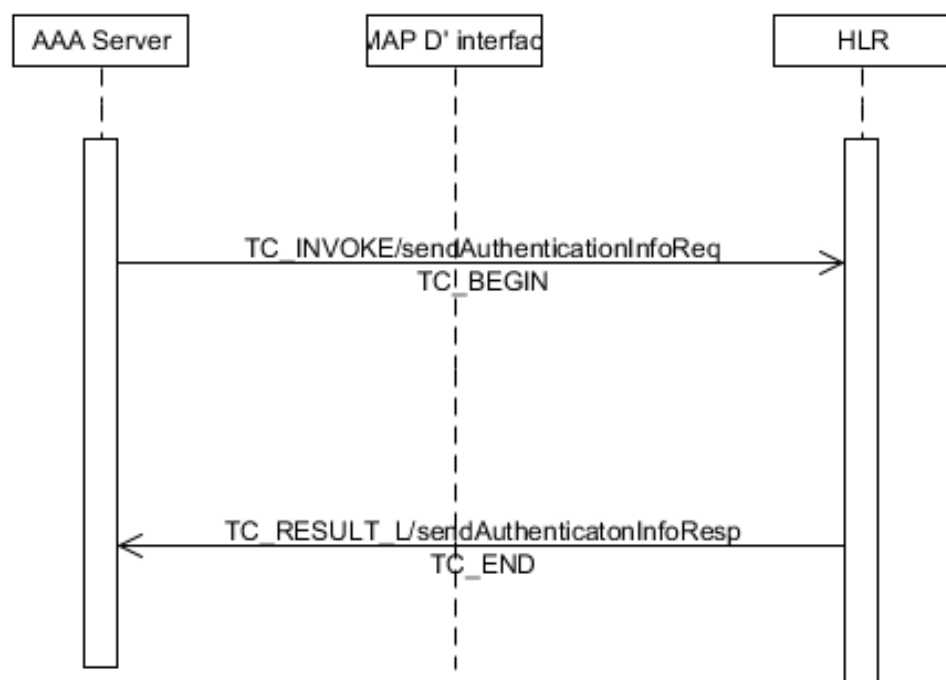 AAA Server
MAP D' interfac
HLR
TC_INVOKE/sendAuthenticationInfoReq
TC_BEGIN
TC_RESULT_L/sendAuthenticatonInfoResp
TC_END